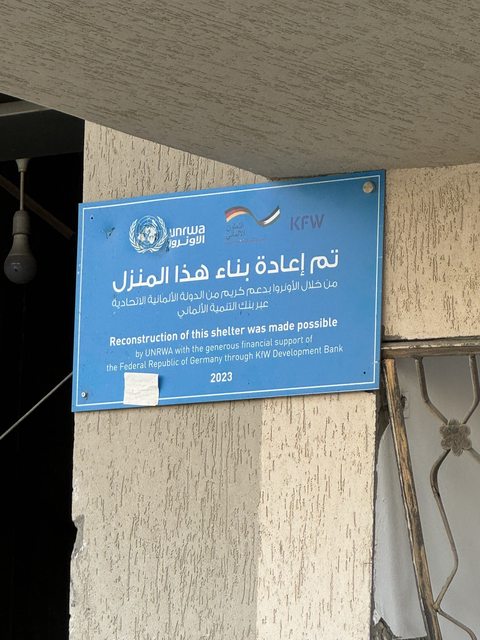 unrwa
الأونروا
التعاون
الألماني
KFW
تم إعادة بناء هذا المنزل
من خلال الأونروا بدعم كريم من الدولة الألمانية الاتحادية
عبر بنك التنمية الألماني
Reconstruction of this shelter was made possible
by UNRWA with the generous financial support of
the Federal Republic of Germany through KfW Development Bank
2023